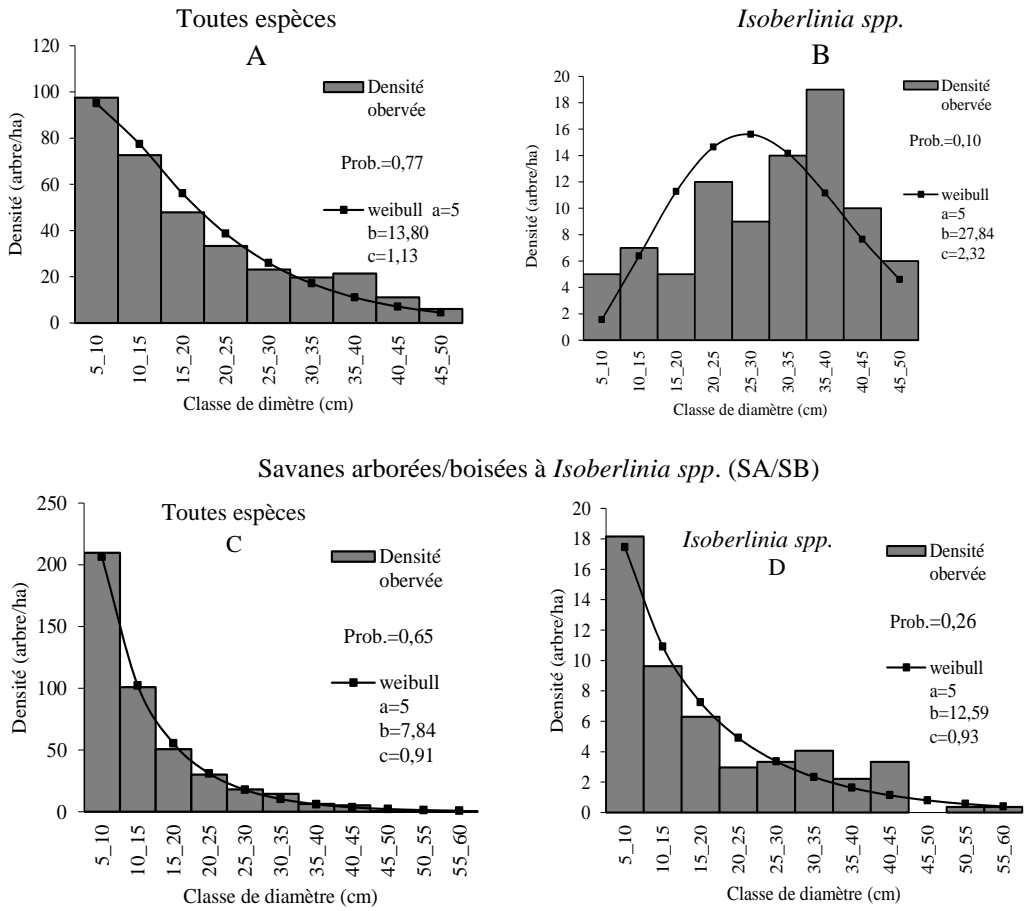 Toutes espèces
A
Densité (arbre/ha)
120
100
80
60
40
20
0
Densité
obervée
Prob.=0,77
weibull a=5
b=13,80
c=1,13
5_10
10_15
15_20
20_25
25_30
30_35
35_40
40_45
45_50
Classe de dimètre (cm)
Isoberlinia spp.
B
Densité (arbre/ha)
20
18
16
14
12
10
8
6
4
2
0
Densité
obervée
Prob.=0,10
weibull
a=5
b=27,84
c=2,32
5_10
10_15
15_20
20_25
25_30
30_35
35_40
40_45
45_50
Classe de diamètre (cm)
Savanes arborées/boisées à Isoberlinia spp. (SA/SB)
Toutes espèces
C
Densité (arbre/ha)
250
200
150
100
50
0
Densité
obervée
Prob.=0,65
weibull
a=5
b=7,84
c=0,91
5_10
10_15
15_20
20_25
25_30
30_35
35_40
40_45
45_50
50_55
55_60
Classe de diamètre (cm)
Isoberlinia spp.
D
Densité (arbre/ha)
20
18
16
14
12
10
8
6
4
2
0
Densité
obervée
Prob.=0,26
weibull
a=5
b=12,59
c=0,93
5_10
10_15
15_20
20_25
25_30
30_35
35_40
40_45
45_50
50_55
55_60
Classe de diamètre (cm)